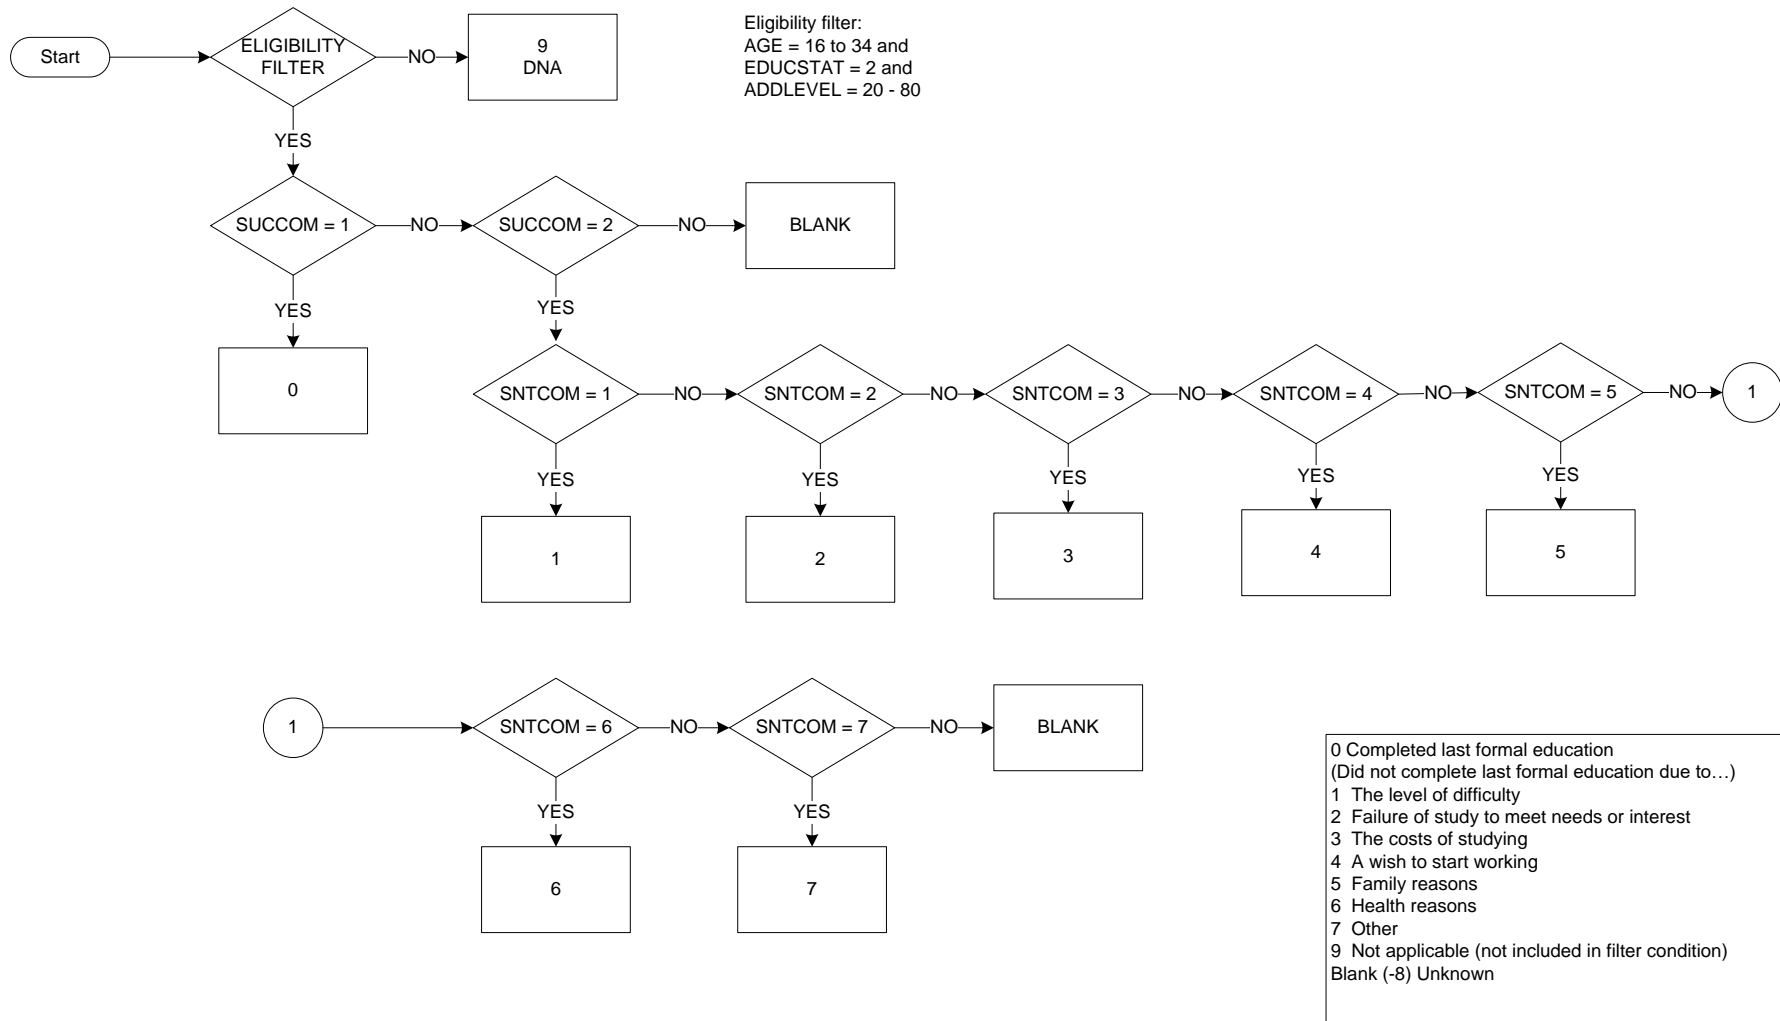 Start
ELIGIBILITY
FILTER
NO
9
DNA
Eligibility filter:
AGE = 16 to 34 and
EDUCSTAT = 2 and
ADDLEVEL = 20 - 80
YES
SUCCOM = 1
NO
SUCCOM = 2
NO
BLANK
YES
YES
0
SNTCOM = 1
NO
SNTCOM = 2
NO
SNTCOM = 3
NO
SNTCOM = 4
NO
SNTCOM = 5
NO
1
YES
YES
YES
YES
YES
1
2
3
4
5
1
SNTCOM = 6
NO
SNTCOM = 7
NO
BLANK
YES
YES
6
7
0 Completed last formal education
(Did not complete last formal education due to…)
1 The level of difficulty
2 Failure of study to meet needs or interest
3 The costs of studying
4 A wish to start working
5 Family reasons
6 Health reasons
7 Other
9 Not applicable (not included in filter condition)
Blank (-8) Unknown